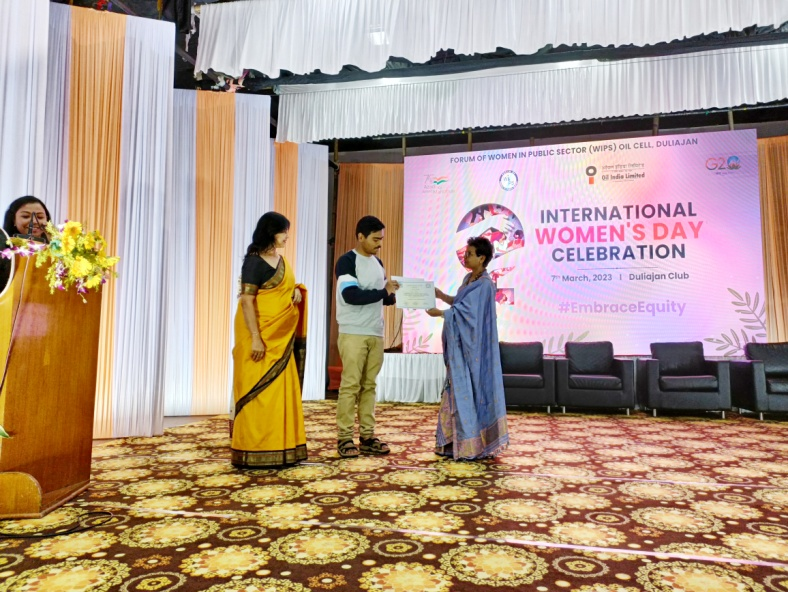 FORUM OF WOMEN IN PUBLIC SECTOR (WIPS) OIL CELL, DULIAJAN
Oil India Limited
G20
INTERNATIONAL
WOMEN'S DAY
CELEBRATION
7th March, 2023 | Duliajan Club
#EmbraceEquity